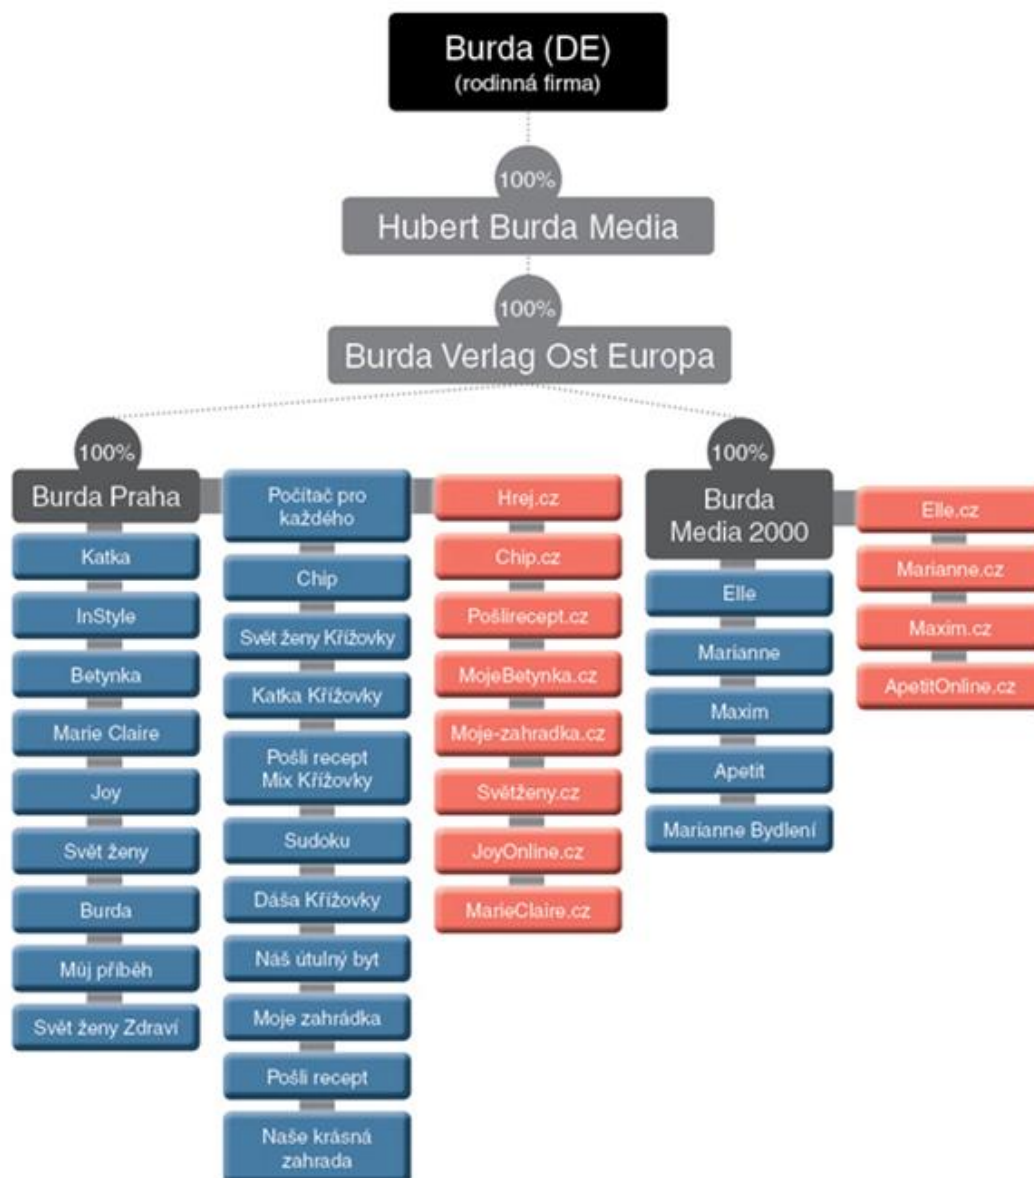 Burda (DE)
(rodinná firma)
100%
Hubert Burda Media
100%
Burda Verlag Ost Europa
100%
Burda Praha
Katka
InStyle
Betynka
Marie Claire
Joy
Svět ženy
Burda
Můj příběh
Svět ženy Zdraví
Počítač pro
každého
Chip
Svět ženy Křížovky
Katka Křížovky
Pošli recept
Mix Křížovky
Sudoku
Dáša Křížovky
Náš útulný byt
Moje zahrádka
Pošli recept
Naše krásná
zahrada
Hrej.cz
Chip.cz
Pošlirecept.cz
MojeBetynka.cz
Moje-zahradka.cz
Světženy.cz
JoyOnline.cz
MarieClaire.cz
100%
Burda
Media 2000
Elle
Marianne
Maxim
Apetit
Marianne Bydlení
Elle.cz
Marianne.cz
Maxim.cz
ApetitOnline.cz